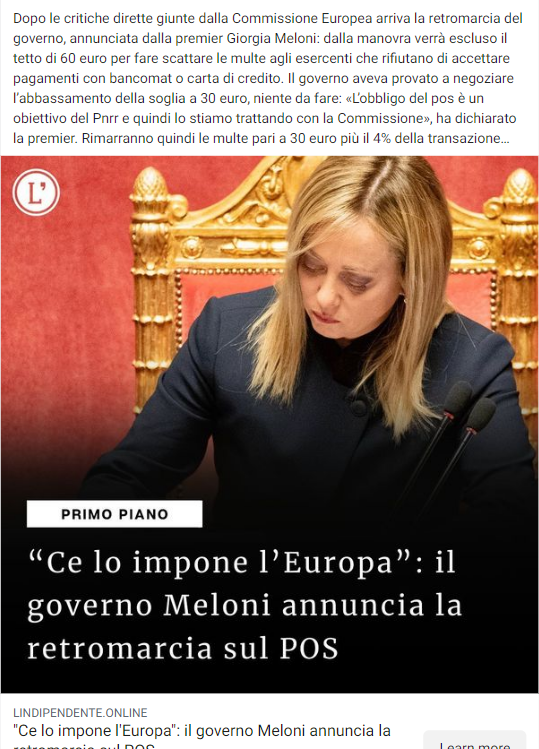 Dopo le critiche dirette giunte dalla Commissione Europea arriva la retromarcia del
governo, annunciata dalla premier Giorgia Meloni: dalla manovra verrà escluso il
tetto di 60 euro per fare scattare le multe agli esercenti che rifiutano di accettare
pagamenti con bancomat o carta di credito. Il governo aveva provato a negoziare
l'abbassamento della soglia a 30 euro, niente da fare: «L'obbligo del pos è un
obiettivo del Pnrr e quindi lo stiamo trattando con la Commissione», ha dichiarato
la premier. Rimarranno quindi le multe pari a 30 euro più il 4% della transazione...
L'
PRIMO PIANO
“Ce lo impone l’Europa”: il
governo Meloni annuncia la
retromarcia sul POS
LINDIPENDENTE.ONLINE
"Ce lo impone l'Europa": il governo Meloni annuncia la
retromarcia sul POS
Learn more